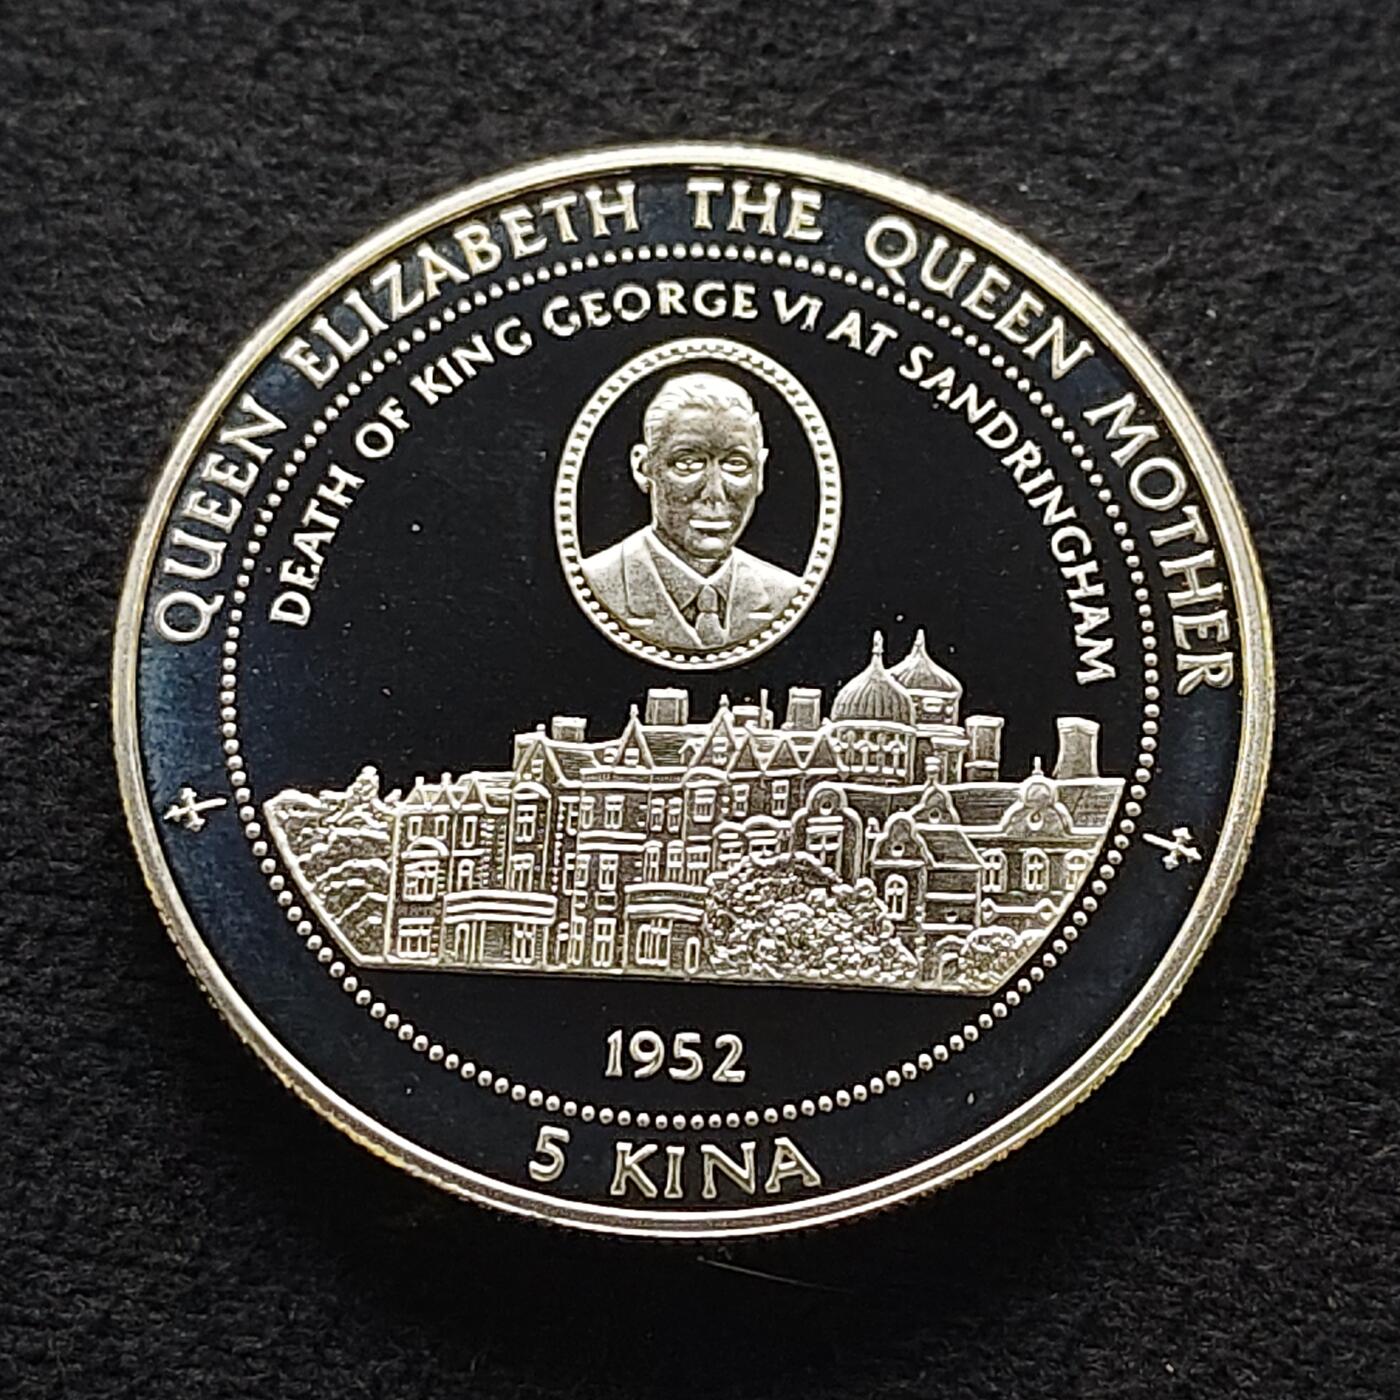 QUEEN ELIZABETH THE QUEEN MOTHER
DEATH OF KING GEORGE VI AT SANDRINGHAM
1952
5 KINA